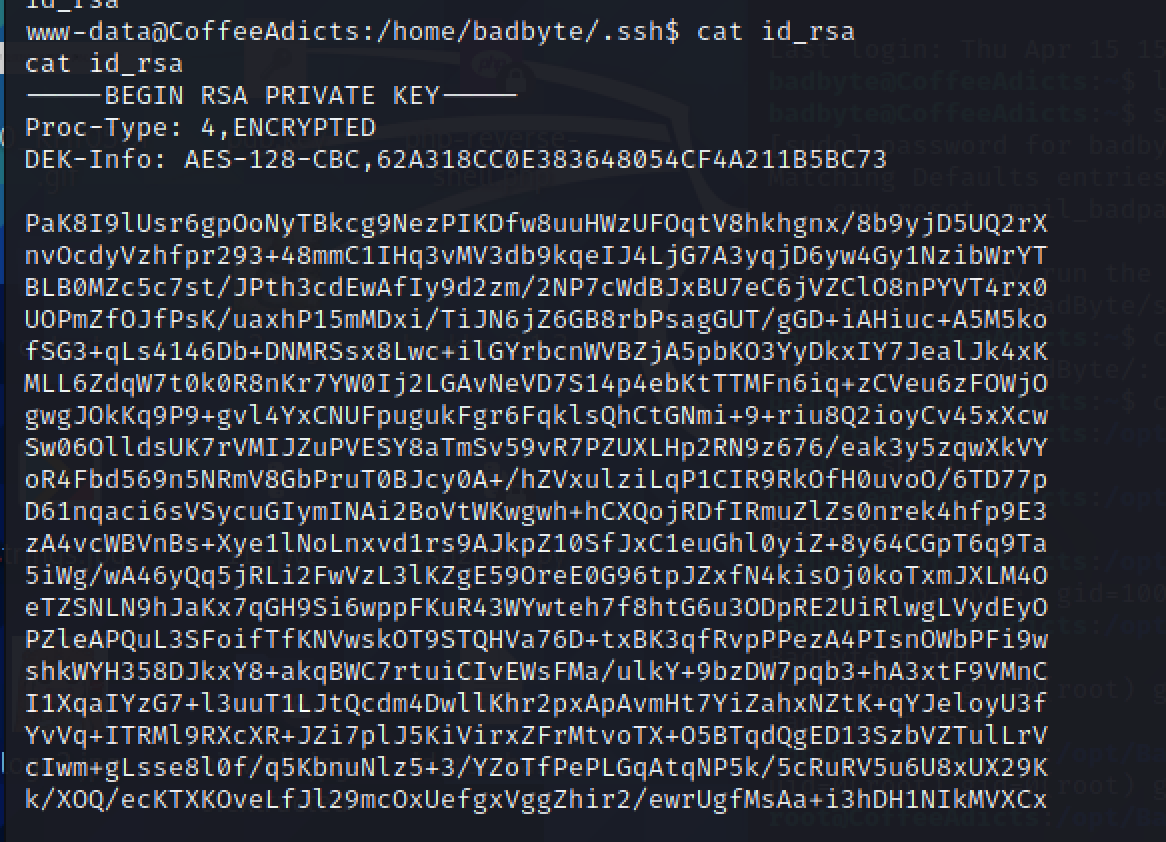 id_rsa
www-data@CoffeeAdicts:/home/badbyte/.ssh$ cat id_rsa
cat id_rsa
-----BEGIN RSA PRIVATE KEY-----
Proc-Type: 4,ENCRYPTED
DEK-Info: AES-128-CBC,62A318CC0E383648054CF4A211B5BC73
PaK8I9lUsr6gpOoNyTBkcg9NezPIKDfw8uuHWzUFOqtV8hkhgnx/8b9yjD5UQ2rX
nvOcdyVzhfpr293+48mmC1IHq3vMV3db9kqeIJ4LjG7A3yqjD6yw4Gy1NzibWrYT
BLB0MZc5c7st/JPth3cdEwAfIy9d2zm/2NP7cWdBJxBU7eC6jVZClO8nPYVT4rx0
UOPmZfOJfPsK/uaxhP15mMDxi/TiJN6jZ6GB8rbPsagGUT/gGD+iAHiuc+A5M5ko
fSG3+qLs4146Db+DNMRSsx8Lwc+ilGYrbcnWVBZjA5pbKO3YyDkxIY7JealJk4xK
MLL6ZdqW7t0k0R8nKr7YW0Ij2LGAvNeVD7S14p4ebKtTTMFn6iq+zCVeu6zFOWjO
gwgJOkKq9P9+gvl4YxCNUFpugukFgr6FqklsQhCtGNmi+9+riu8Q2ioyCv45xXcw
Sw06OlldsUK7rVMIJZuPVESY8aTmSv59vR7PZUXLHp2RN9z676/eak3y5zqwXkVY
oR4Fbd569n5NRmV8GbPruT0BJcy0A+/hZVxulziLqP1CIR9RkOfH0uvoO/6TD77p
D61nqaci6sVSycuGIymINAi2BoVtWKwgwh+hCXQojRDfIRmuZlZs0nrek4hfp9E3
zA4vcWBVnBs+Xye1lNoLnxvd1rs9AJkpZ10SfJxC1euGhl0yiZ+8y64CGpT6q9Ta
5iWg/wA46yQq5jRLi2FwVzL3lKZgE59OreE0G96tpJZxfN4kisOj0koTxmJXLM4O
eTZSNLN9hJaKx7qGH9Si6wppFKuR43WYwteh7f8htG6u3ODpRE2UiRlwgLVydEyO
PZleAPQuL3SFoifTfKNVwskOT9STQHVa76D+txBK3qfRvpPPezA4PIsnOWbPFi9w
shkWYH358DJkxY8+akqBWC7rtuiCIvEWsFMa/ulkY+9bzDW7pqb3+hA3xtF9VMnC
I1XqaIYzG7+l3uuT1LJtQcdm4DwllKhr2pxApAvmHt7YiZahxNZtK+qYJeloyU3f
YvVq+ITRMl9RXcXR+JZi7plJ5KiVirxZFrMtvoTX+O5BTqdQgED13SzbVZTulLrV
cIwm+gLsse8l0f/q5KbnuNlz5+3/YZoTfPePLGqAtqNP5k/5cRuRV5u6U8xUX29K
k/XOQ/ecKTXKOveLfJl29mcOxUefgxVggZhir2/ewrUgfMsAa+i3hDH1NIkMVXCx